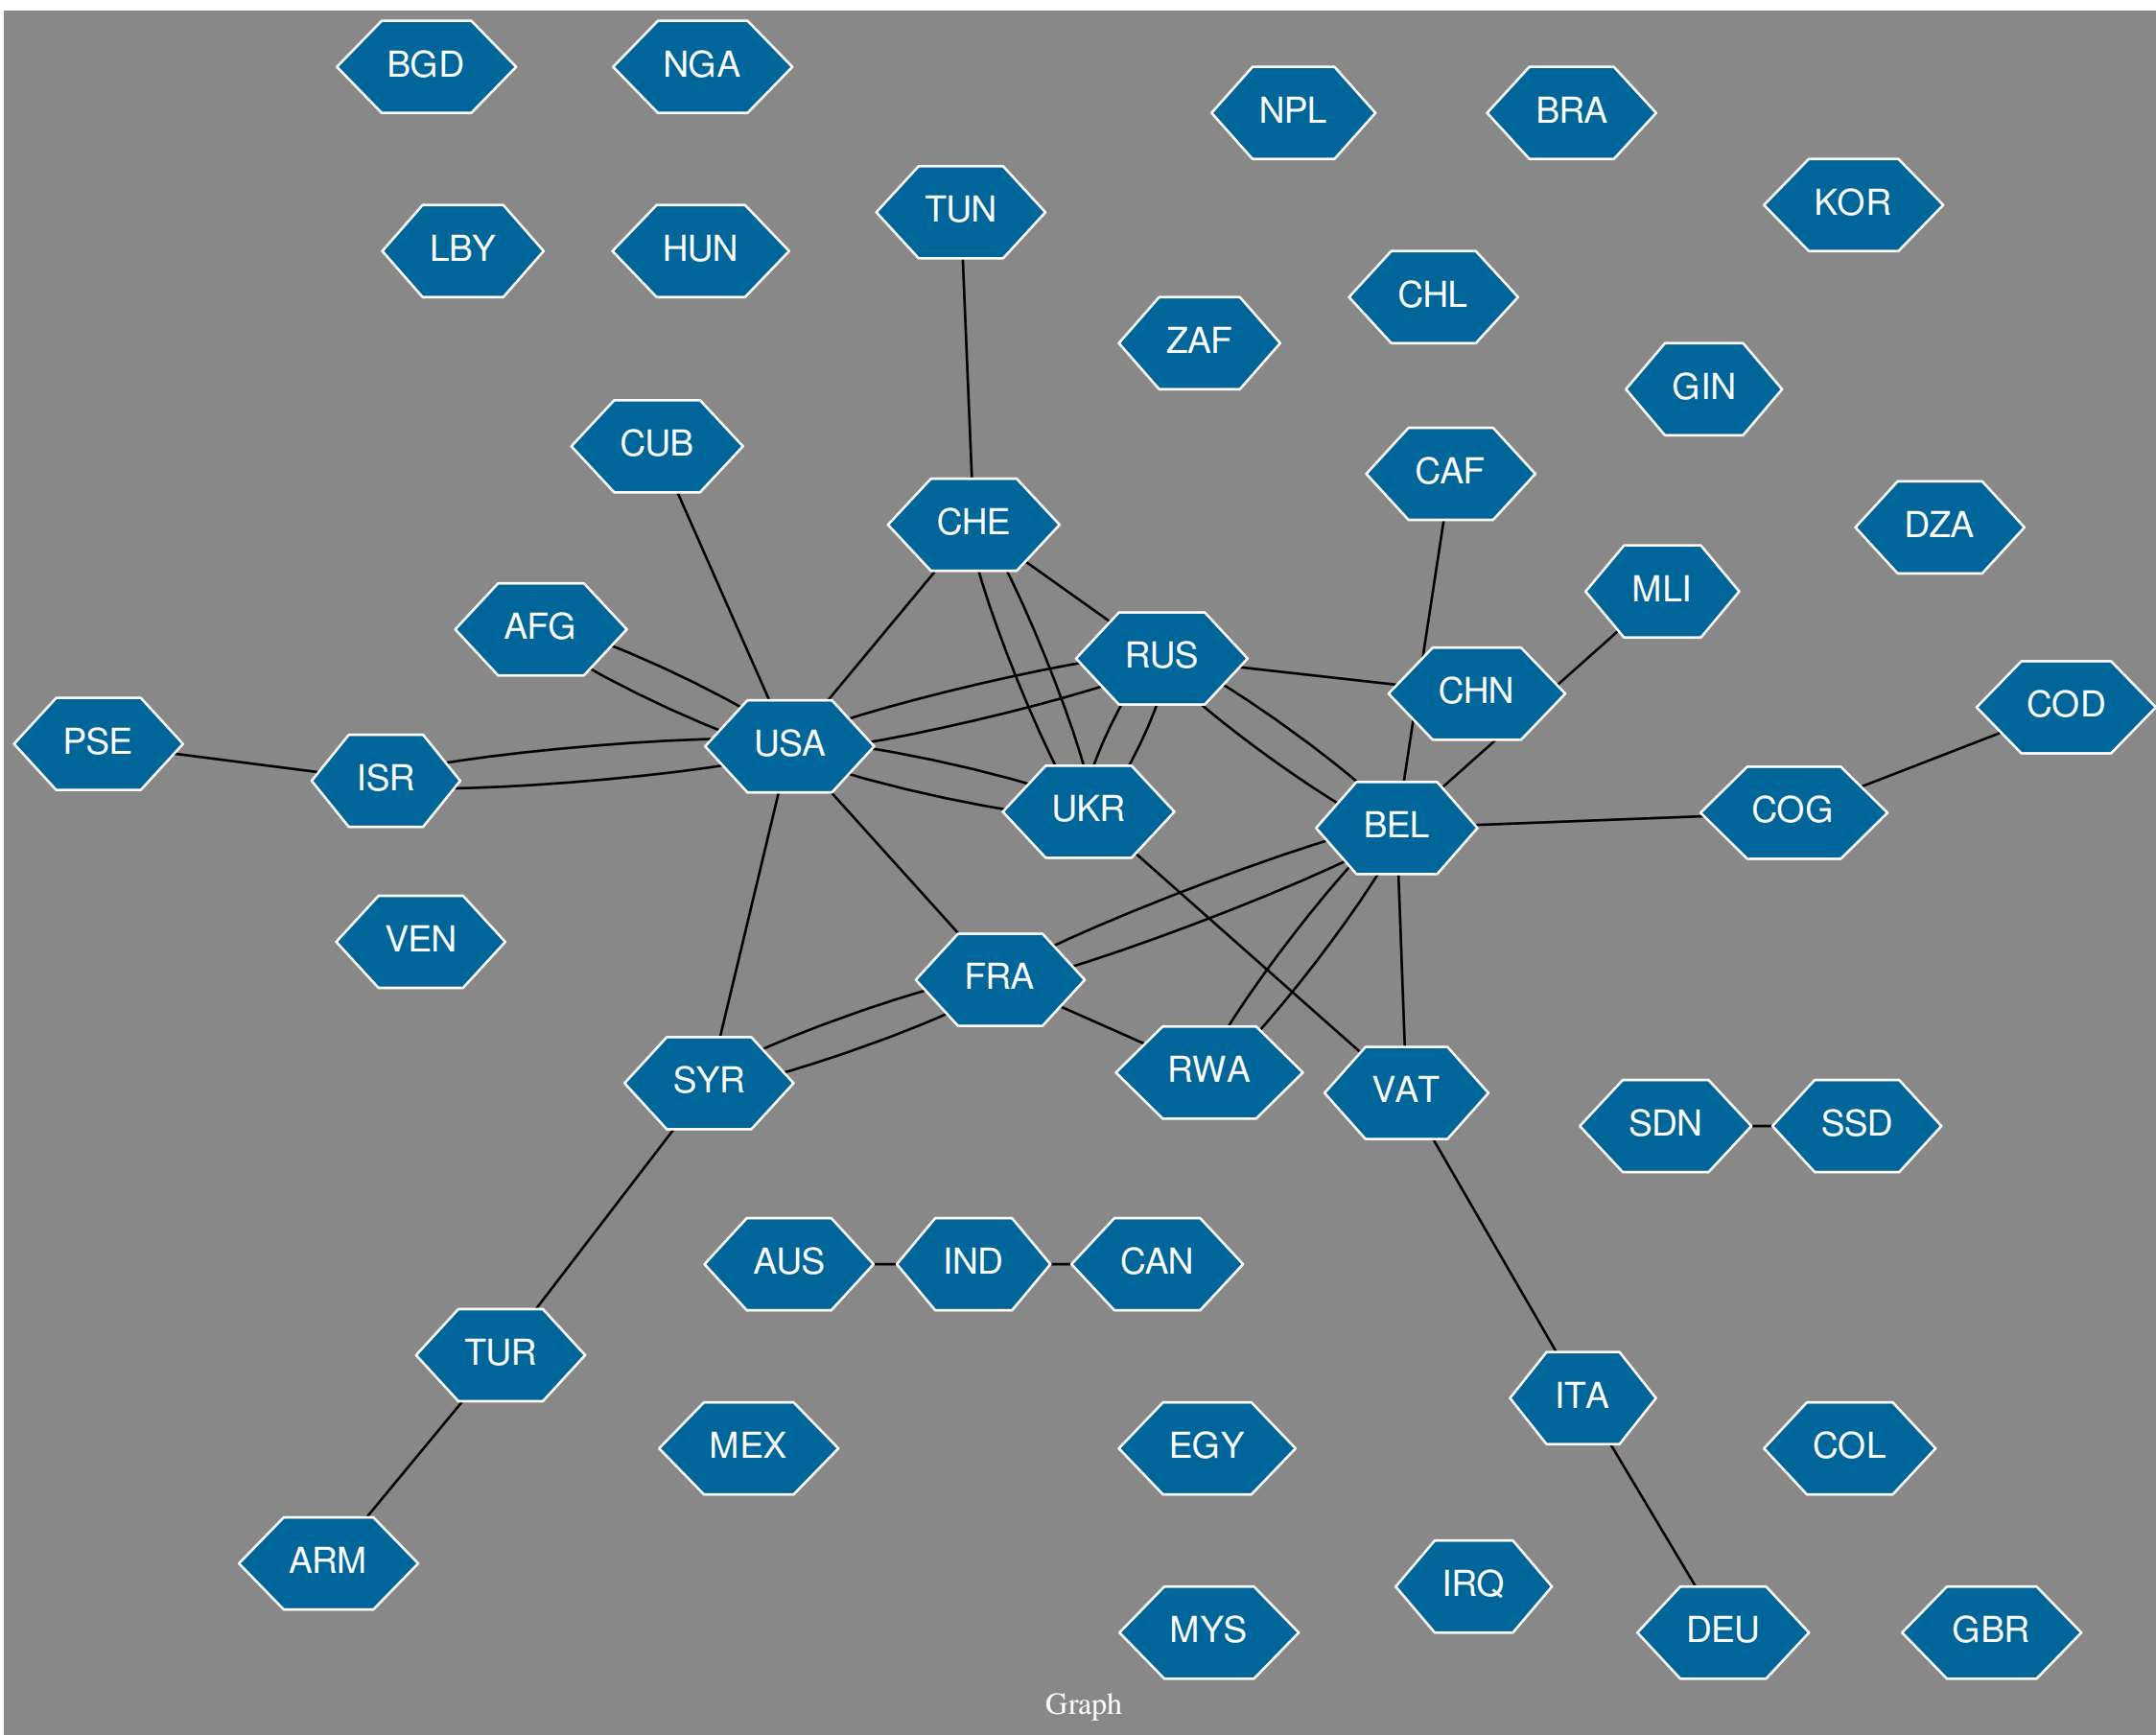 BGD
NGA
NPL
BRA
KOR
TUN
LBY
HUN
CHL
ZAF
GIN
CUB
CAF
CHE
DZA
MLI
AFG
RUS
CHN
COD
PSE
USA
ISR
UKR
COG
BEL
VEN
FRA
RWA
SYR
VAT
SDN
SSD
AUS
IND
CAN
TUR
ITA
MEX
EGY
COL
ARM
IRQ
MYS
DEU
GBR
Graph